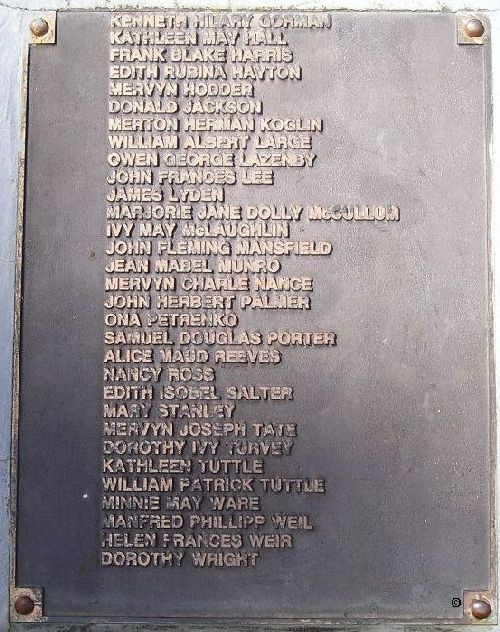 KENNETH HILARY GORMAN
KATHLEEN MAY HALL
FRANK BLAKE HARRIS
EDITH RUBINA HAYTON
MERVYN HODDER
DONALD JACKSON
MERTON HERMAN KOGLIN
WILLIAM ALBERT LARGE
OWEN GEORGE LAZENBY
JOHN FRANCES LEE
JAMES LYDEN
MARJORIE JANE DOLLY McCULLUM
IVY MAY McLAUGHLIN
JOHN FLEMING MANSFIELD
JEAN MABEL MUNRO
MERVYN CHARLE NANCE
JOHN HERBERT PALMER
ONA PETRENKO
SAMUEL DOUGLAS PORTER
ALICE MAUD REEVES
NANCY ROSS
EDITH ISOBEL SALTER
MARY STANLEY
MERVYN JOSEPH TATE
DOROTHY IVY TURVEY
KATHLEEN TUTTLE
WILLIAM PATRICK TUTTLE
MINNIE MAY WARE
MANFRED PHILLIPP WEIL
HELEN FRANCES WEIR
DOROTHY WRIGHT
©